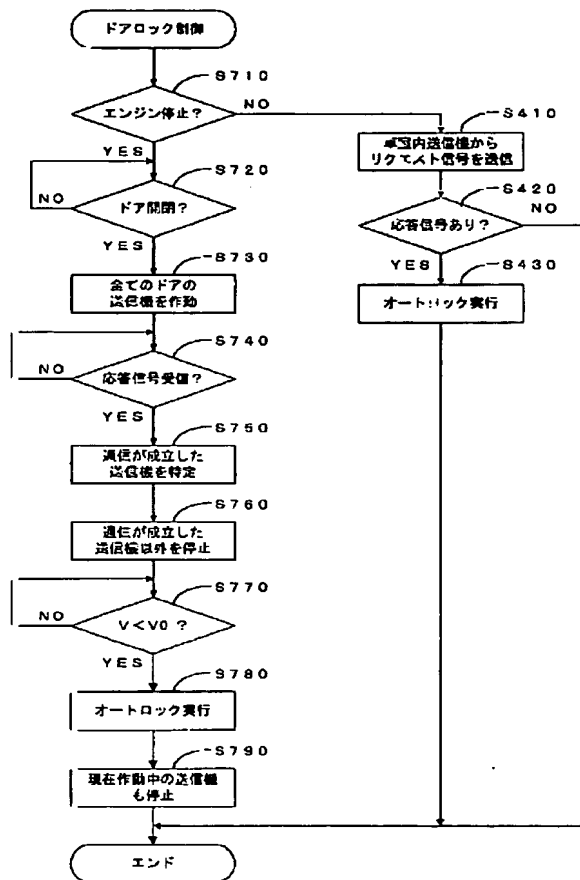 ドアロック制御
S710
エンジン停止？
NO
S410
車室内送信機から
リクエスト信号を送信
YES
S720
S420
NO
ドア開閉？
応答信号あり？
NO
YES
YES
S730
S430
全てのドアの
送信機を作動
オートロック実行
S740
応答信号受信？
NO
YES
S750
通信が成立した
送信機を特定
S760
通信が成立した
送信機以外を停止
S770
V<V0？
NO
YES
S780
オートロック実行
S790
現在作動中の送信機
も停止
エンド